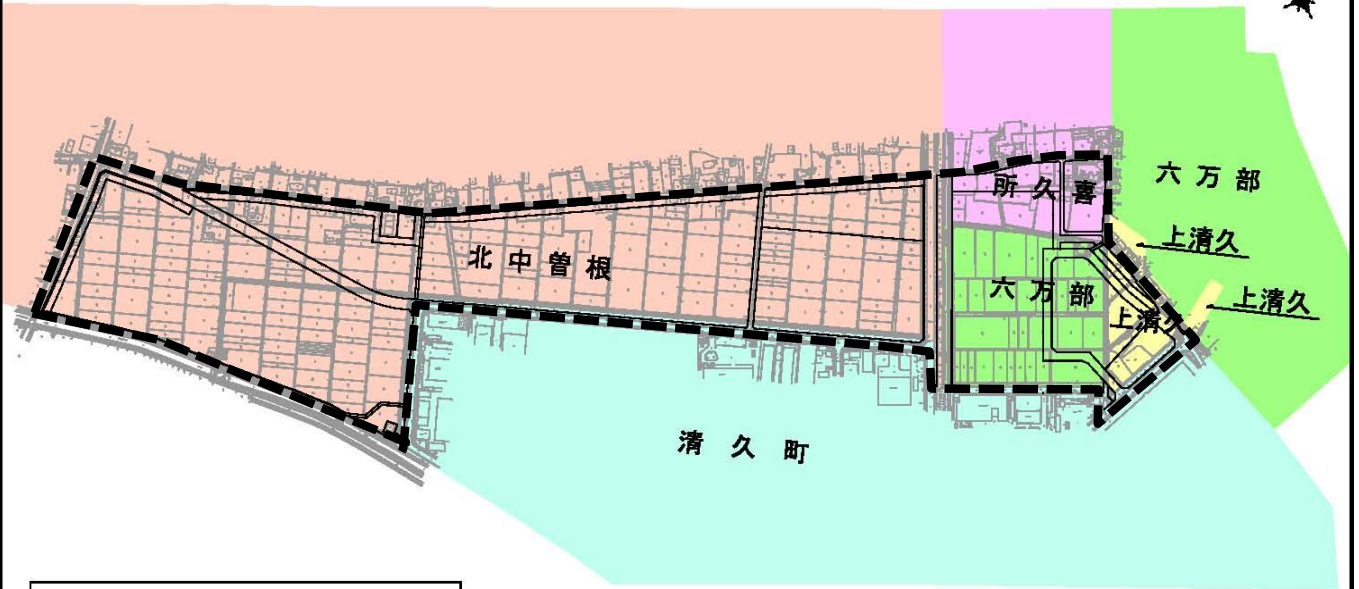 六万部
所久喜
上清久
北中曽根
六万部
上清久
上清久
清久町